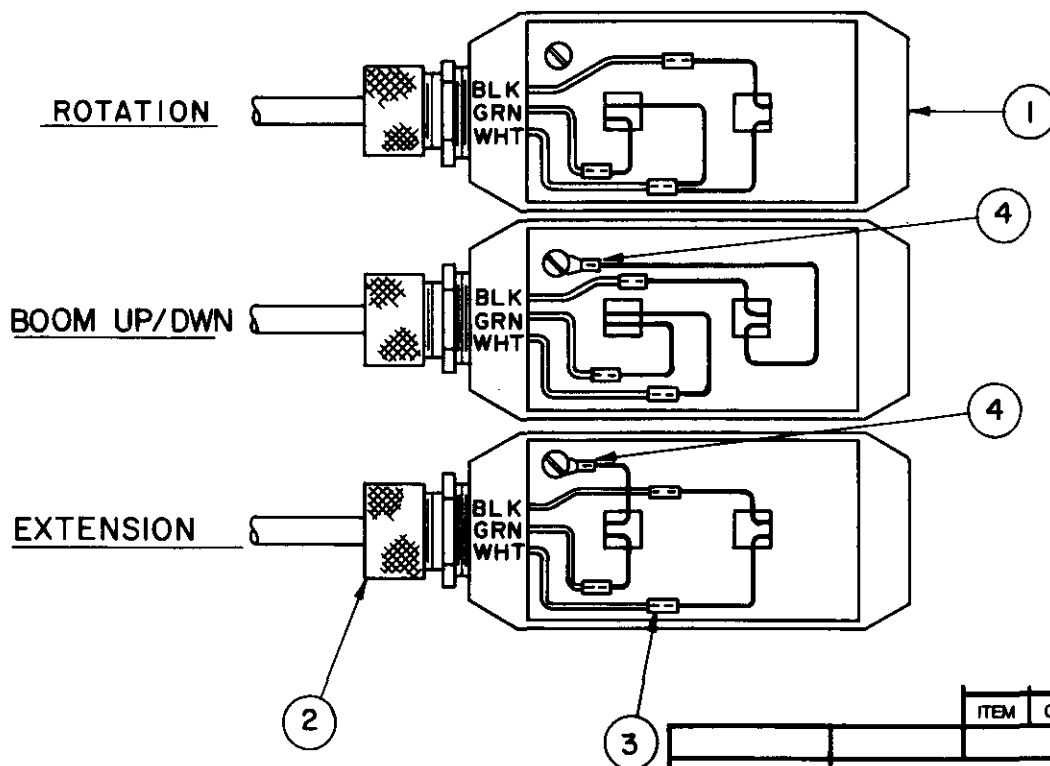 ROTATION
BLK
GRN
WHT
1
4
BOOM UP/DWN
BLK
GRN
WHT
4
EXTENSION
BLK
GRN
WHT
2
3
ITEM